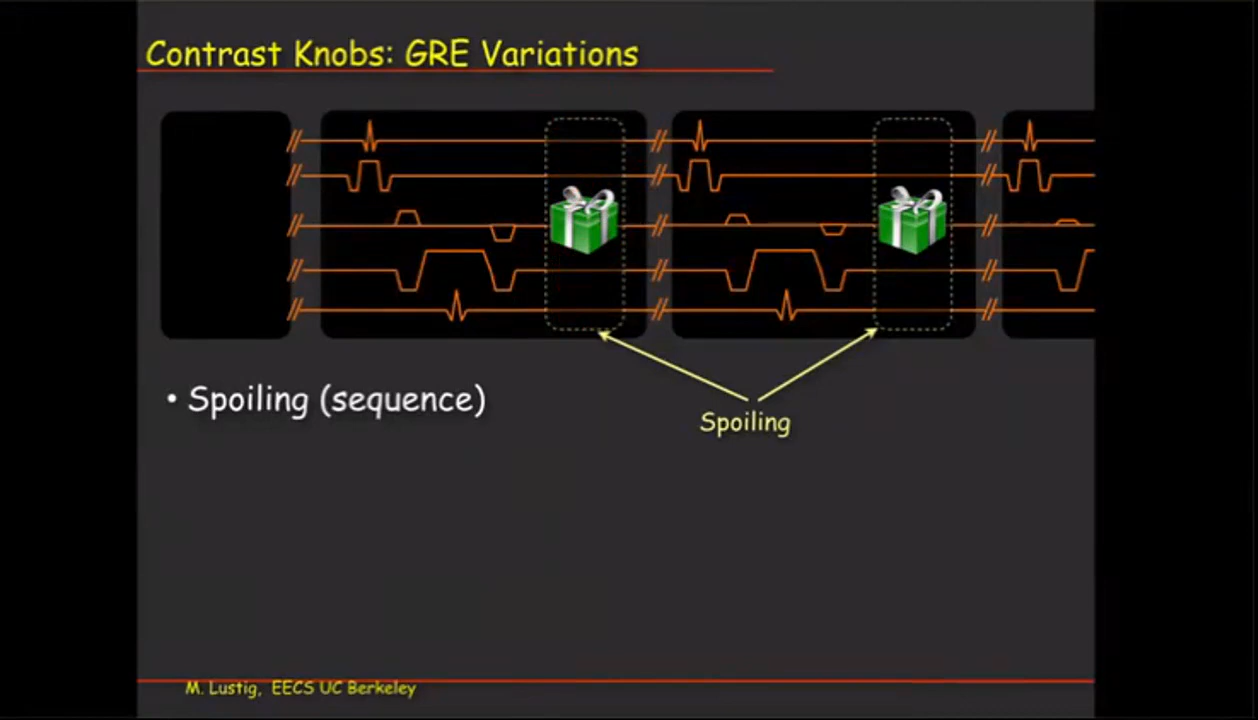 Contrast Knobs: GRE Variations
• Spoiling (sequence)
Spoiling
M. Lustig, EECS UC Berkeley